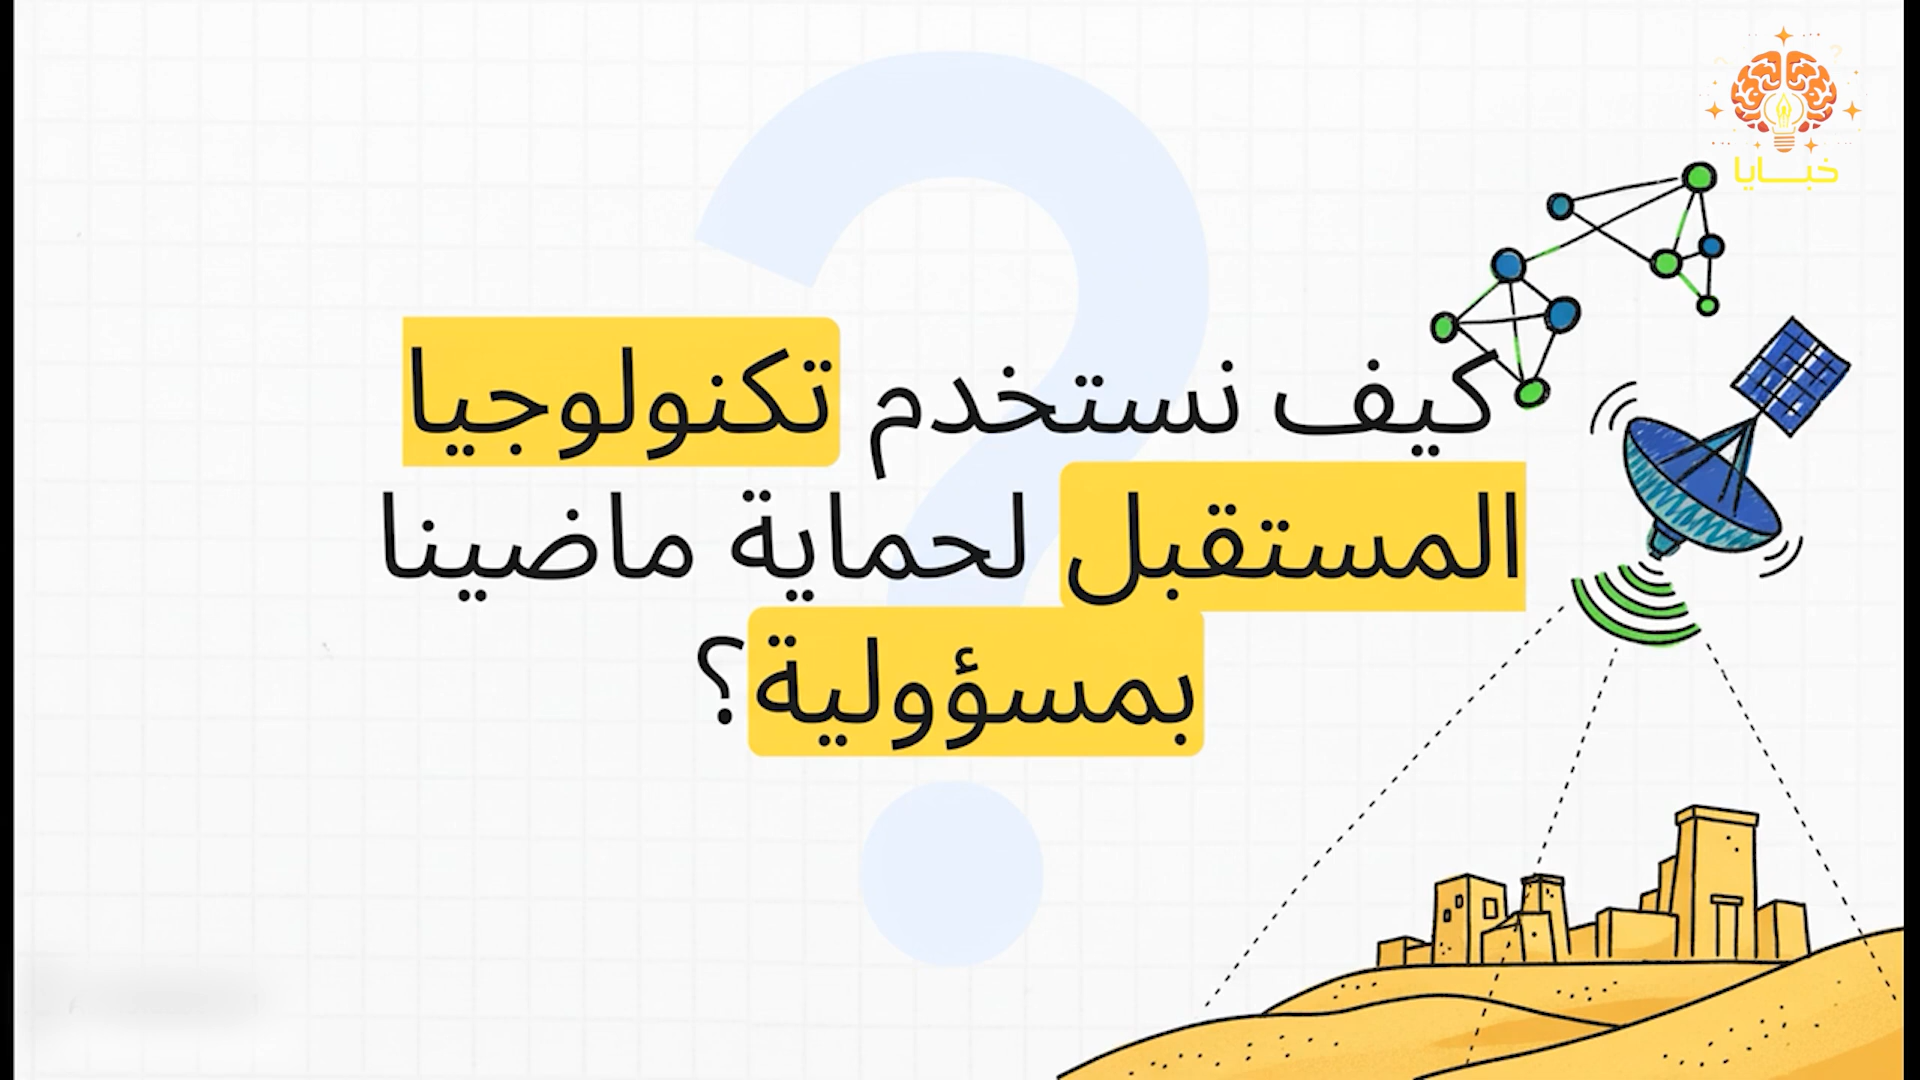 خبايا
كيف نستخدم تكنولوجيا
المستقبل لحماية ماضينا
بمسؤولية؟